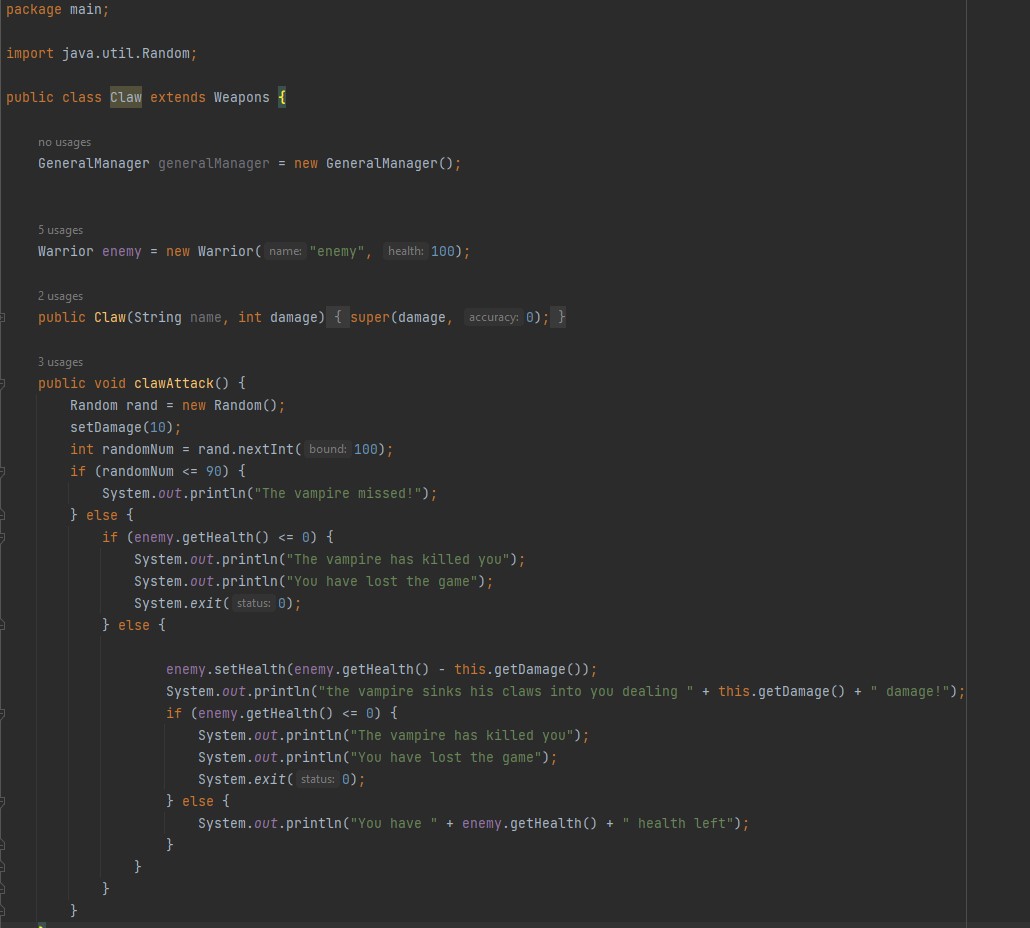 package main;
import java.util.Random;
public class Claw extends Weapons {
no usages
GeneralManager generalManager = new GeneralManager();
5 usages
Warrior enemy = new Warrior( name: "enemy", health: 100);
2 usages
public Claw(String name, int damage) { super(damage, accuracy: 0); }
3 usages
public void clawAttack() {
Random rand = new Random();
setDamage(10);
int randomNum = rand.nextInt( bound: 100);
if (randomNum <= 90) {
System.out.println("The vampire missed!");
} else {
if (enemy.getHealth() <= 0) {
System.out.println("The vampire has killed you");
System.out.println("You have lost the game");
System.exit( status: 0);
} else {
enemy.setHealth(enemy.getHealth() - this.getDamage());
System.out.println("the vampire sinks his claws into you dealing " + this.getDamage() + " damage!");
if (enemy.getHealth() <= 0) {
System.out.println("The vampire has killed you");
System.out.println("You have lost the game");
System.exit( status: 0);
} else {
System.out.println("You have " + enemy.getHealth() + " health left");
}
}
}
}